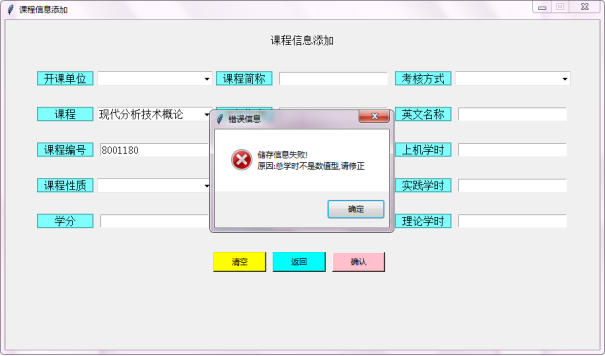 课程信息添加
课程信息添加
开课单位 课程简称 考核方式
课程 现代分析技术概论 英文名称
错误信息
课程编号 8001180 上机学时
储存信息失败!
原因:总学时不是数值型,请修正
课程性质 实践学时
确定
学分 理论学时
清空 返回 确认